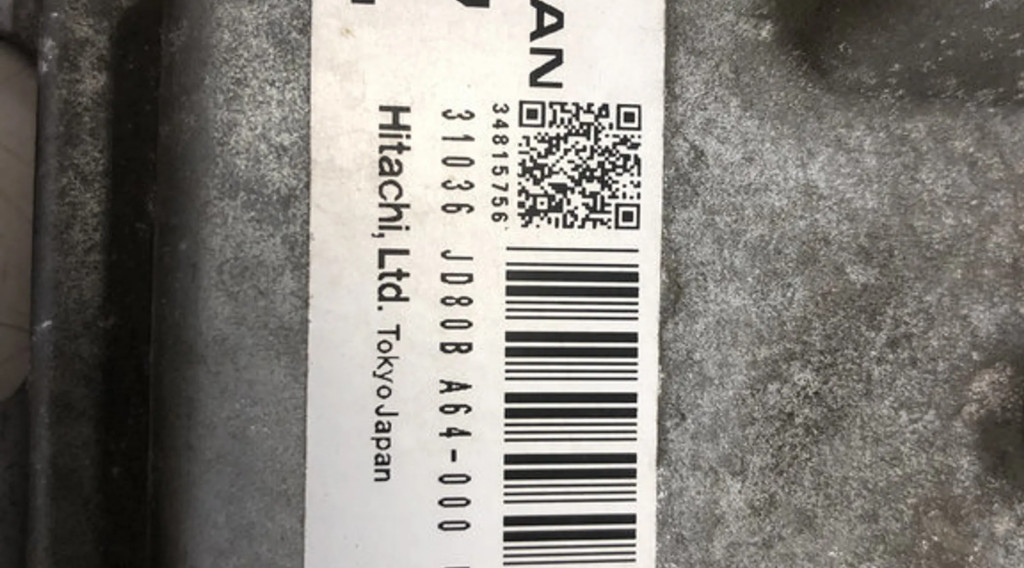 AN
34815756
31036 JD80B A64-000
Hitachi, Ltd. Tokyo Japan